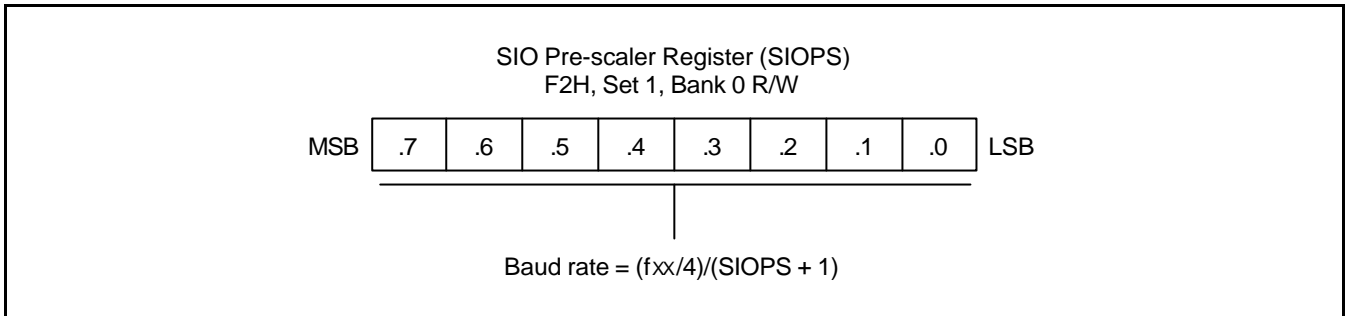 SIO Pre-scaler Register (SIOPS)
F2H, Set 1, Bank 0 R/W
MSB .7 .6 .5 .4 .3 .2 .1 .0 LSB
Baud rate = (fxx/4)/(SIOPS + 1)